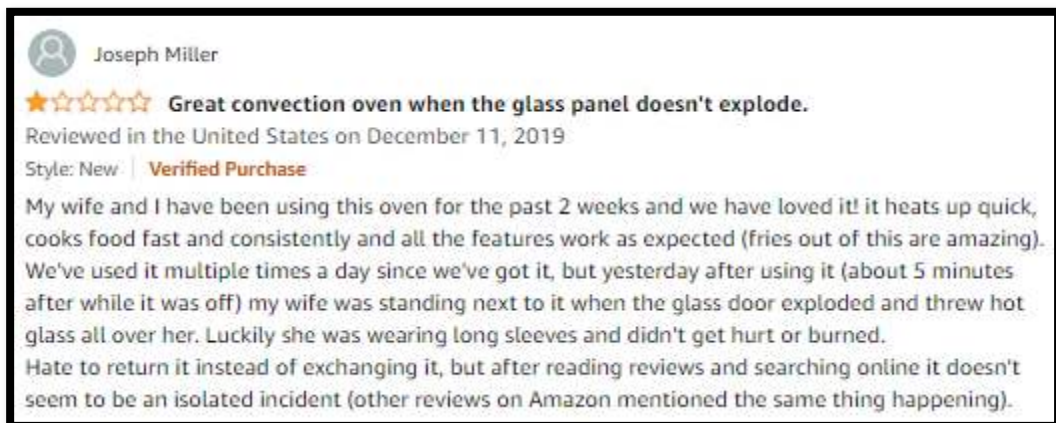 Joseph Miller
Great convection oven when the glass panel doesn't explode.
Reviewed in the United States on December 11, 2019
Style: New | Verified Purchase
My wife and I have been using this oven for the past 2 weeks and we have loved it! it heats up quick,
cooks food fast and consistently and all the features work as expected (fries out of this are amazing).
We've used it multiple times a day since we've got it, but yesterday after using it (about 5 minutes
after while it was off) my wife was standing next to it when the glass door exploded and threw hot
glass all over her. Luckily she was wearing long sleeves and didn't get hurt or burned.
Hate to return it instead of exchanging it, but after reading reviews and searching online it doesn't
seem to be an isolated incident (other reviews on Amazon mentioned the same thing happening).